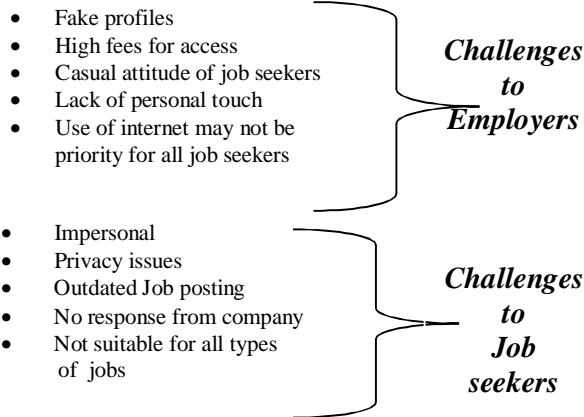 • Fake profiles
• High fees for access
• Casual attitude of job seekers
• Lack of personal touch
• Use of internet may not be
priority for all job seekers
Challenges
to
Employers
• Impersonal
• Privacy issues
• Outdated Job posting
• No response from company
• Not suitable for all types
of jobs
Challenges
to
Job
seekers